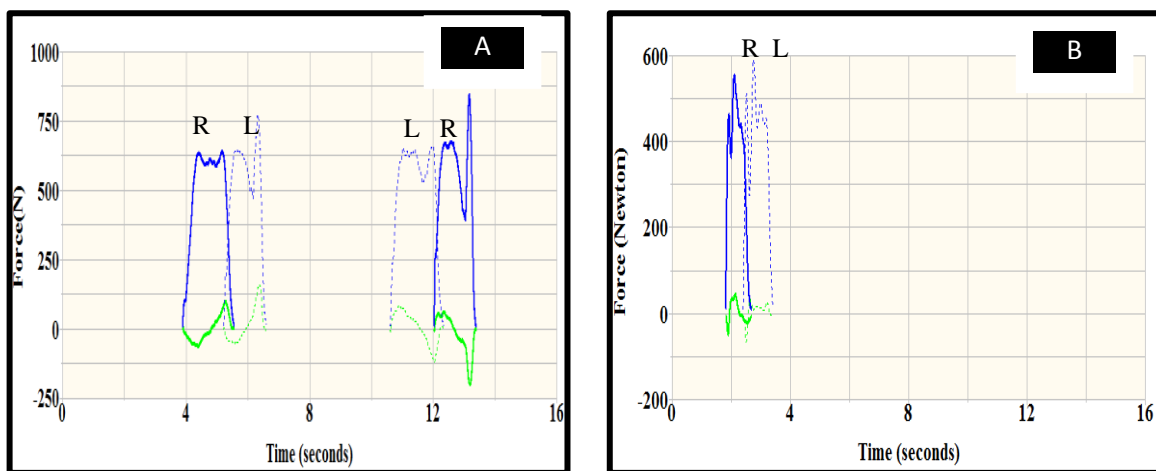 A
1000
750
500
250
0
-250
Force(N)
R L L R
0 4 8 12 16
Time (seconds)
B
600
400
200
0
-200
Force (Newton)
R L
0 4 8 12 16
Time (seconds)